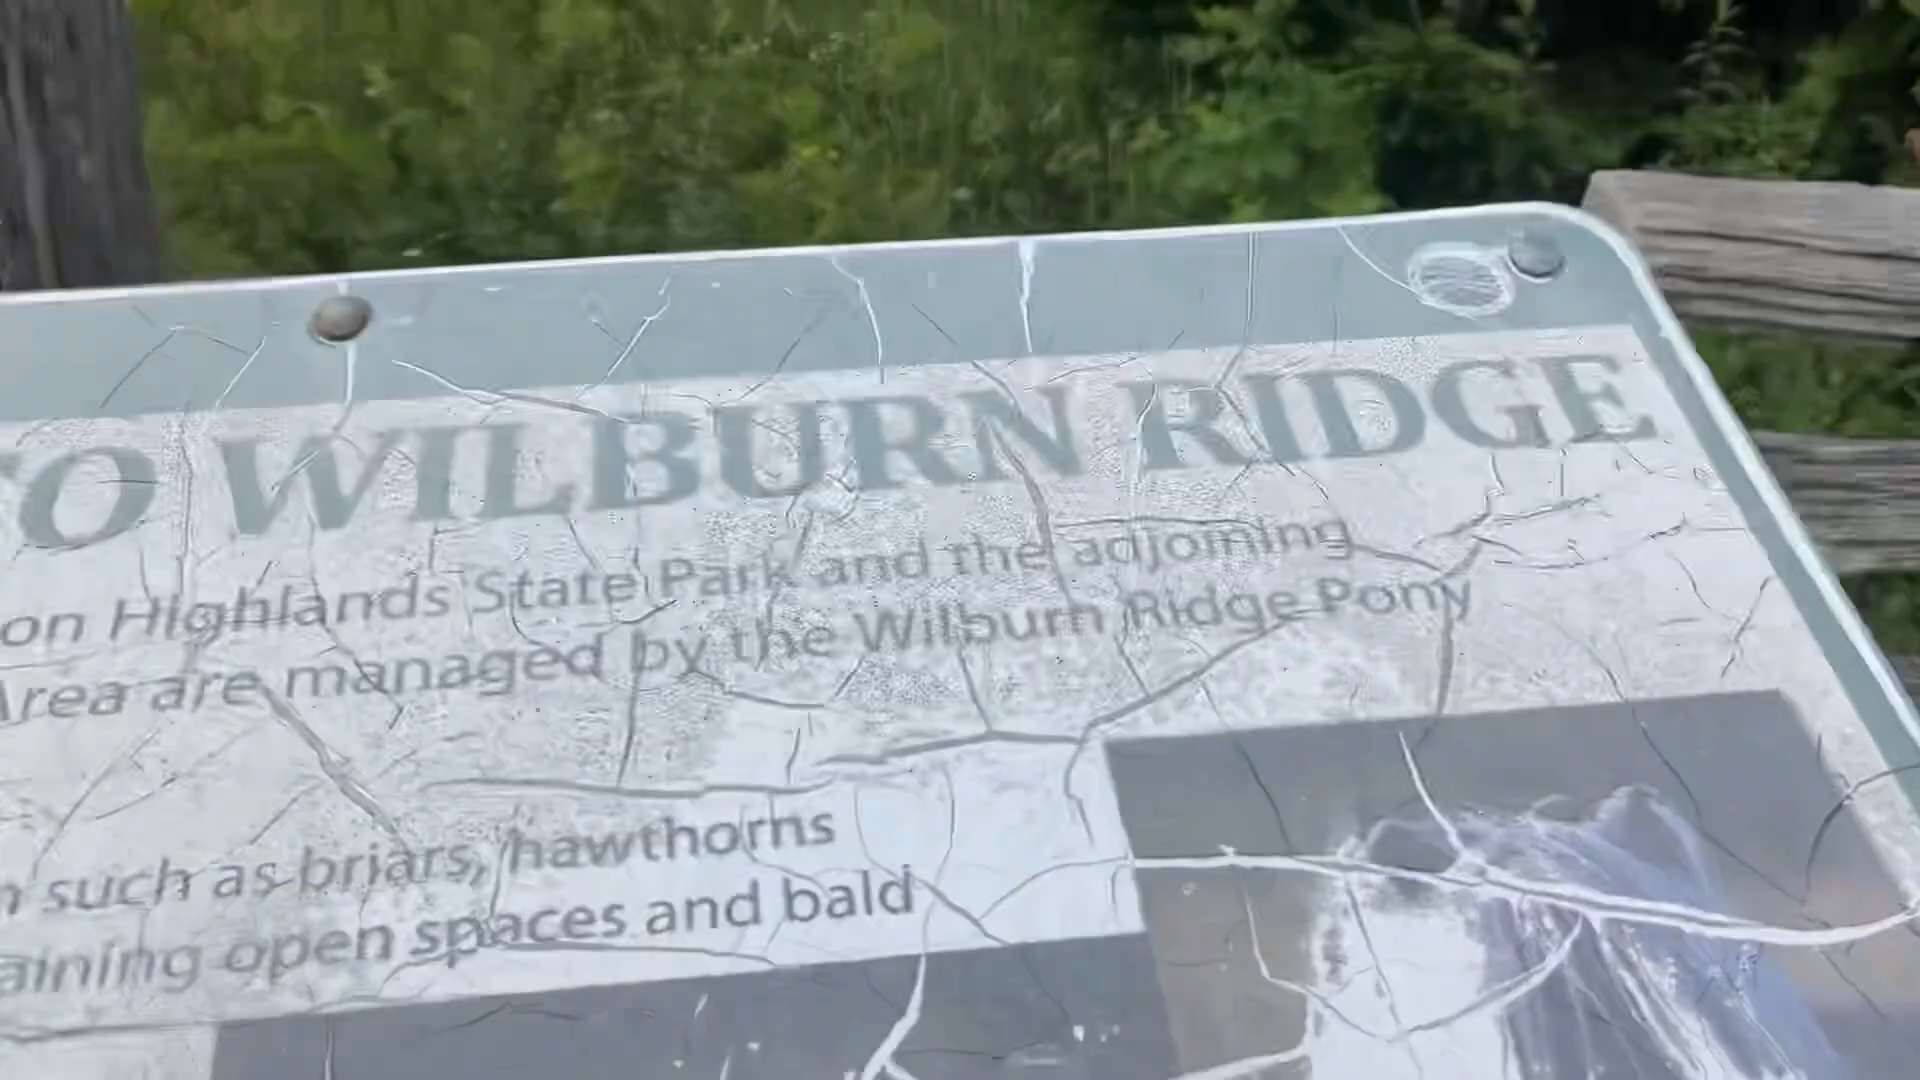 TO WILBURN RIDGE
on Highlands State Park and the adjoining
Area are managed by the Wilburn Ridge Pony
such as briars, hawthorns
aining open spaces and bald